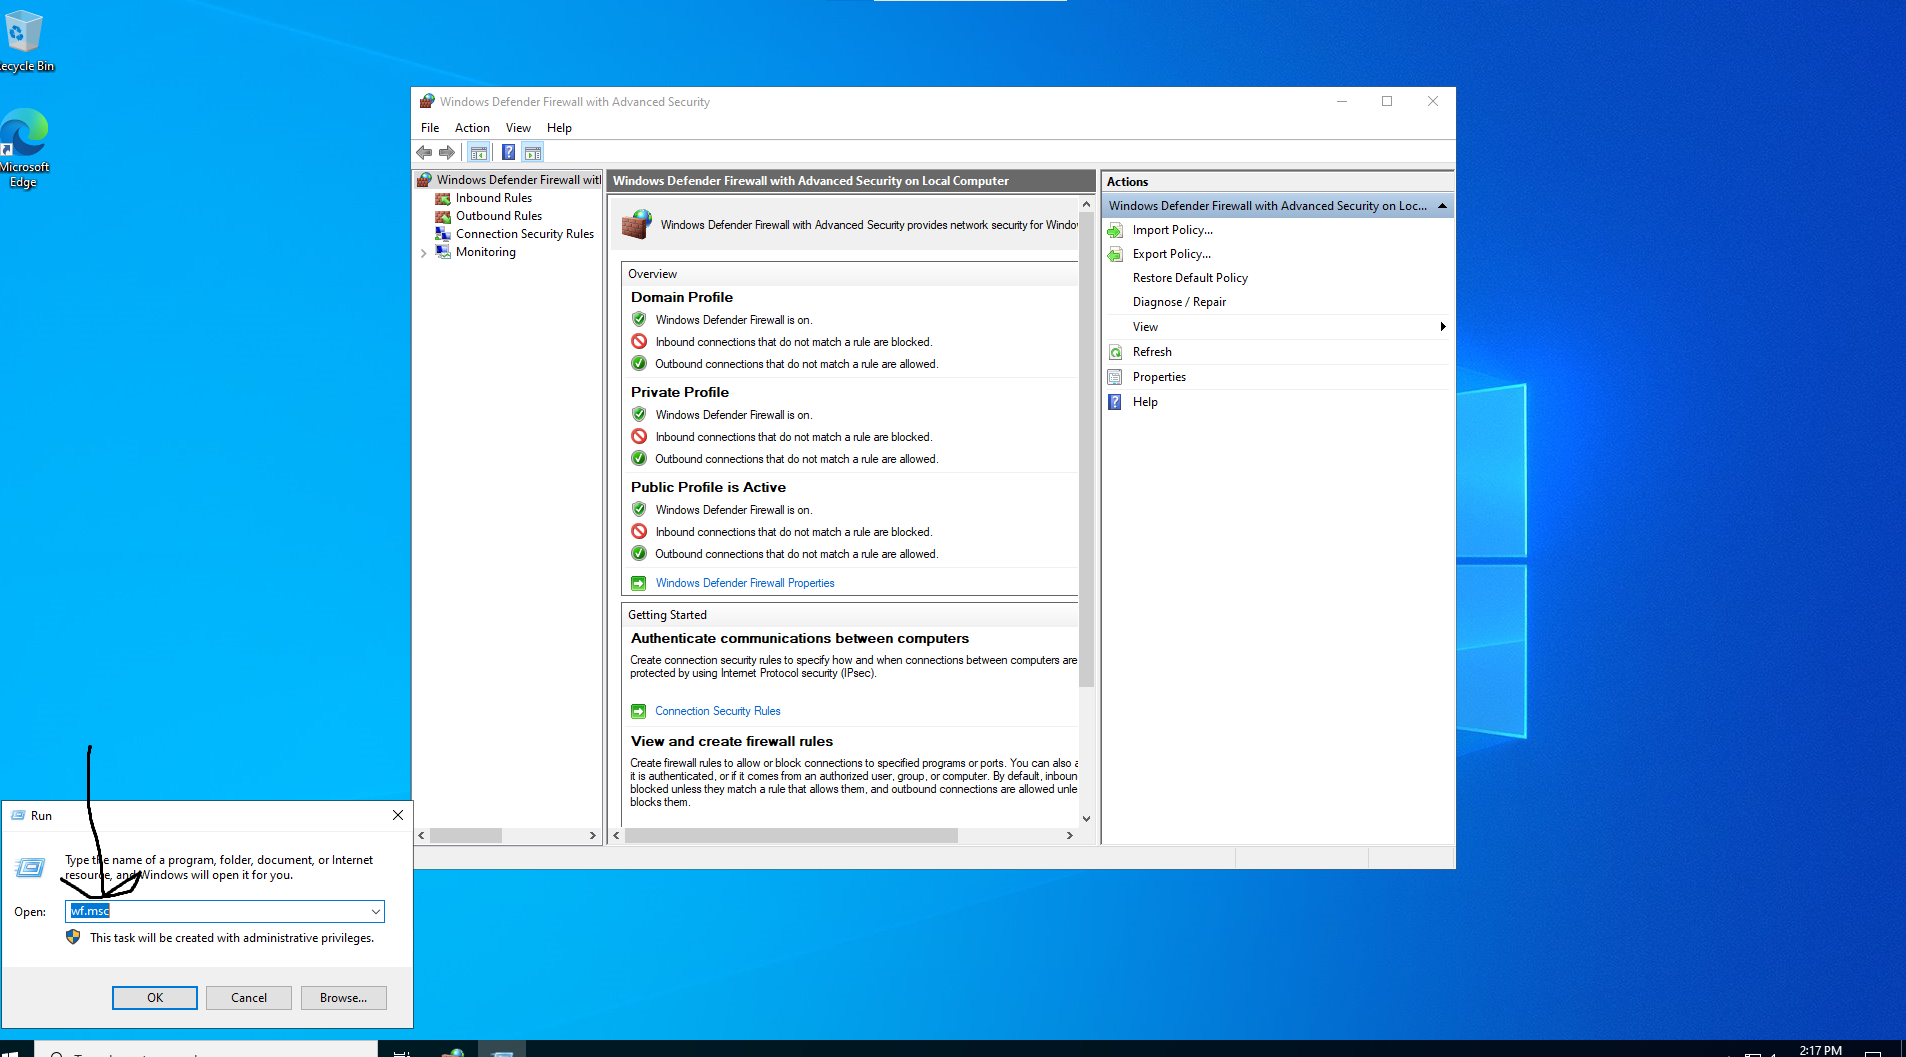 ecycle Bin
Microsoft
Edge
Windows Defender Firewall with Advanced Security
File Action View Help
Windows Defender Firewall wit
Inbound Rules
Outbound Rules
Connection Security Rules
Monitoring
Windows Defender Firewall with Advanced Security on Local Computer
Windows Defender Firewall with Advanced Security provides network security for Windo
Overview
Domain Profile
Windows Defender Firewall is on.
Inbound connections that do not match a rule are blocked.
Outbound connections that do not match a rule are allowed.
Private Profile
Windows Defender Firewall is on.
Inbound connections that do not match a rule are blocked.
Outbound connections that do not match a rule are allowed.
Public Profile is Active
Windows Defender Firewall is on.
Inbound connections that do not match a rule are blocked.
Outbound connections that do not match a rule are allowed.
Windows Defender Firewall Properties
Getting Started
Authenticate communications between computers
Create connection security rules to specify how and when connections between computers are
protected by using Internet Protocol security (IPsec).
Connection Security Rules
View and create firewall rules
Create firewall rules to allow or block connections to specified programs or ports. You can also a
it is authenticated, or if it comes from an authorized user, group, or computer. By default, inboun
blocked unless they match a rule that allows them, and outbound connections are allowed unle
blocks them.
Actions
Windows Defender Firewall with Advanced Security on Loc...
Import Policy...
Export Policy...
Restore Default Policy
Diagnose / Repair
View
Refresh
Properties
Help
Run
Type the name of a program, folder, document, or Internet
resource, and Windows will open it for you.
Open: wf.msc
This task will be created with administrative privileges.
OK Cancel Browse...
2:17 PM